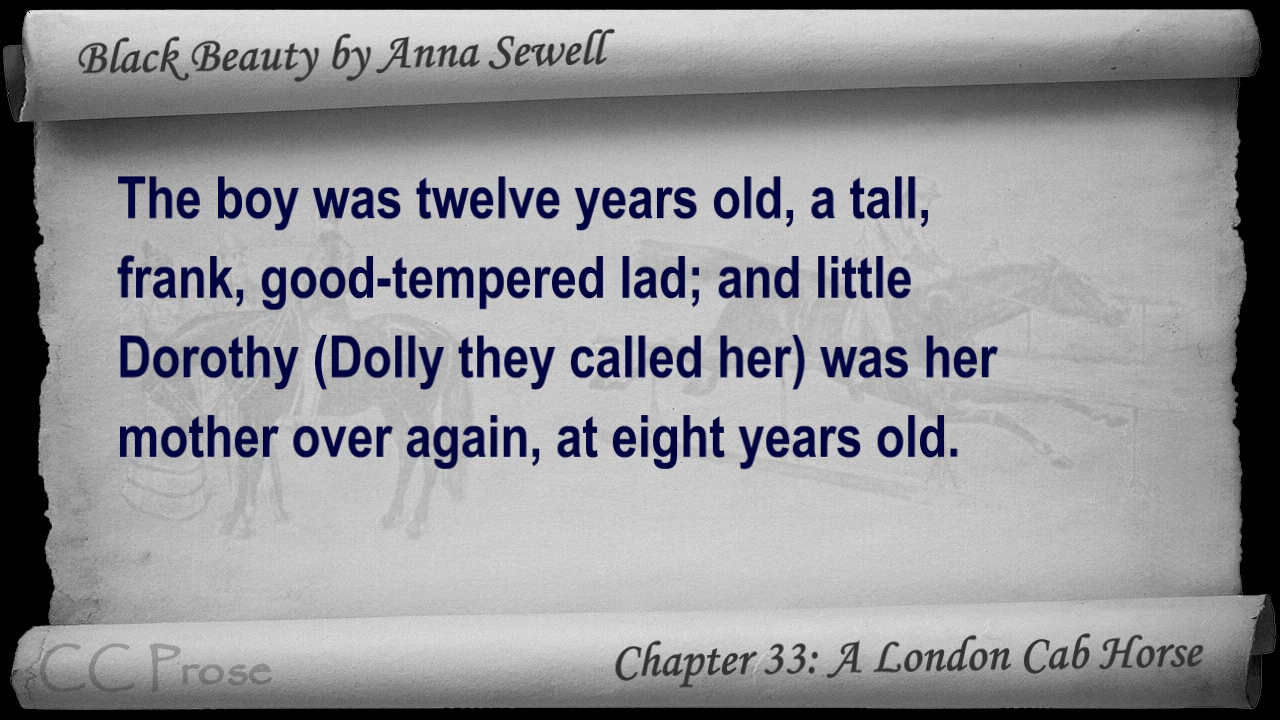 Black Beauty by Anna Sewell
The boy was twelve years old, a tall,
frank, good-tempered lad; and little
Dorothy (Dolly they called her) was her
mother over again, at eight years old.
CC Prose
Chapter 33: A London Cab Horse